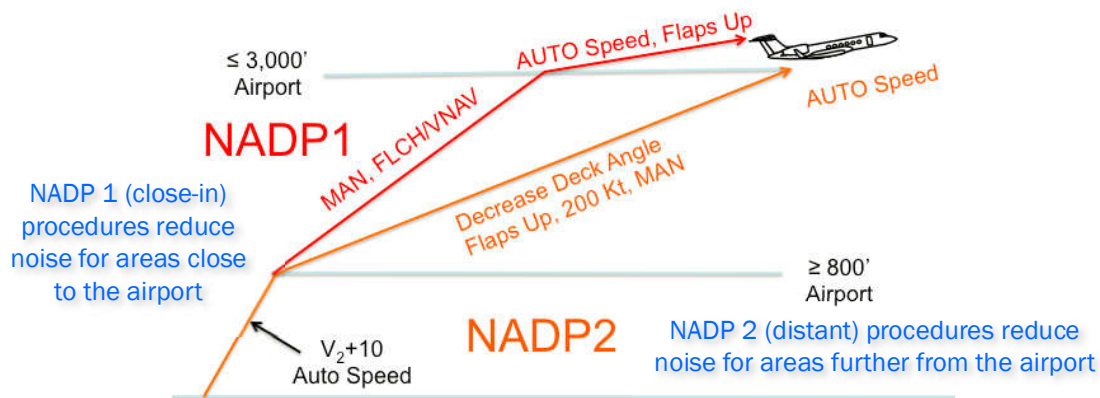 AUTO Speed, Flaps Up
≤ 3,000’
Airport
AUTO Speed
NADP1
MAN, FLCH/VNAV
Decrease Deck Angle
Flaps Up, 200 Kt, MAN
NADP 1 (close-in)
procedures reduce
noise for areas close
to the airport
≥ 800’
Airport
NADP2
NADP 2 (distant) procedures reduce
noise for areas further from the airport
V₂+10
Auto Speed